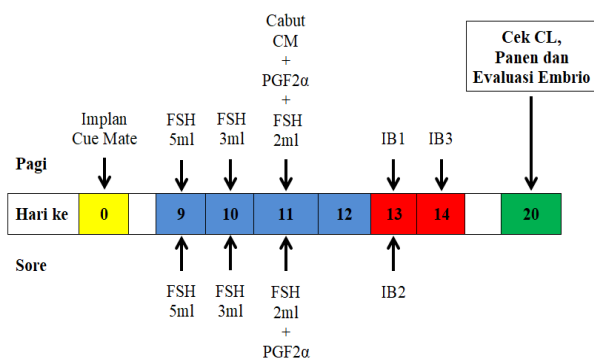 Cabut
CM
+
PGF2α
+
FSH
2ml
Cek CL,
Panen dan
Evaluasi Embrio
Implan
Cue Mate
FSH
5ml
FSH
3ml
IB1
IB3
Pagi
Hari ke 0 9 10 11 12 13 14 20
Sore
FSH
5ml
FSH
3ml
FSH
2ml
+
PGF2α
IB2